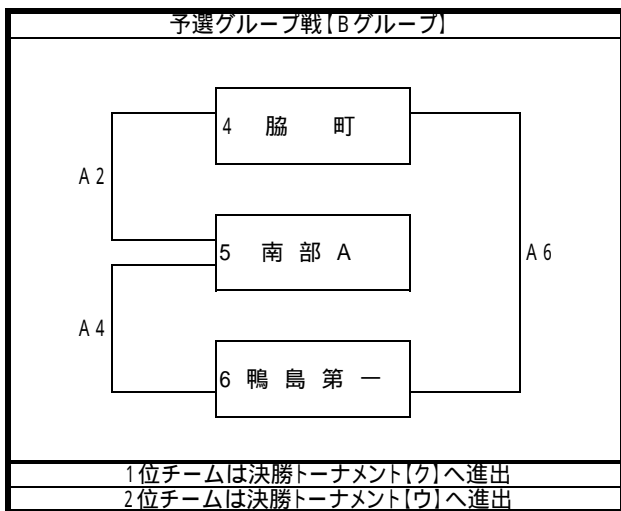 予選グループ戦【Bグループ】
4 脇 町
A2
5 南 部 A
A6
A4
6 鴨 島 第 一
1位チームは決勝トーナメント【ク】へ進出
2位チームは決勝トーナメント【ウ】へ進出